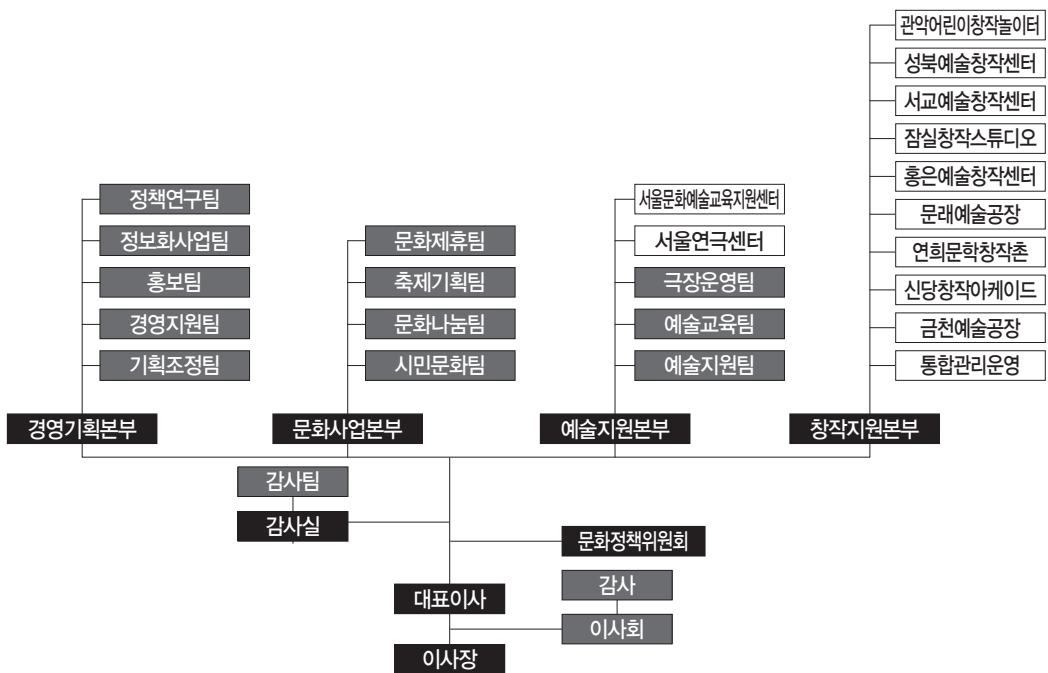 관악어린이창작놀이터
성북예술창작센터
서교예술창작센터
잠실창작스튜디오
홍은예술창작센터
문래예술공장
연희문학창작촌
신당창작아케이드
금천예술공장
통합관리운영
정책연구팀
정보화사업팀
홍보팀
경영지원팀
기획조정팀
문화제휴팀
축제기획팀
문화나눔팀
시민문화팀
서울문화예술교육지원센터
서울연극센터
극장운영팀
예술교육팀
예술지원팀
경영기획본부
문화사업본부
예술지원본부
창작지원본부
감사팀
감사실
문화정책위원회
대표이사
감사
이사회
이사장